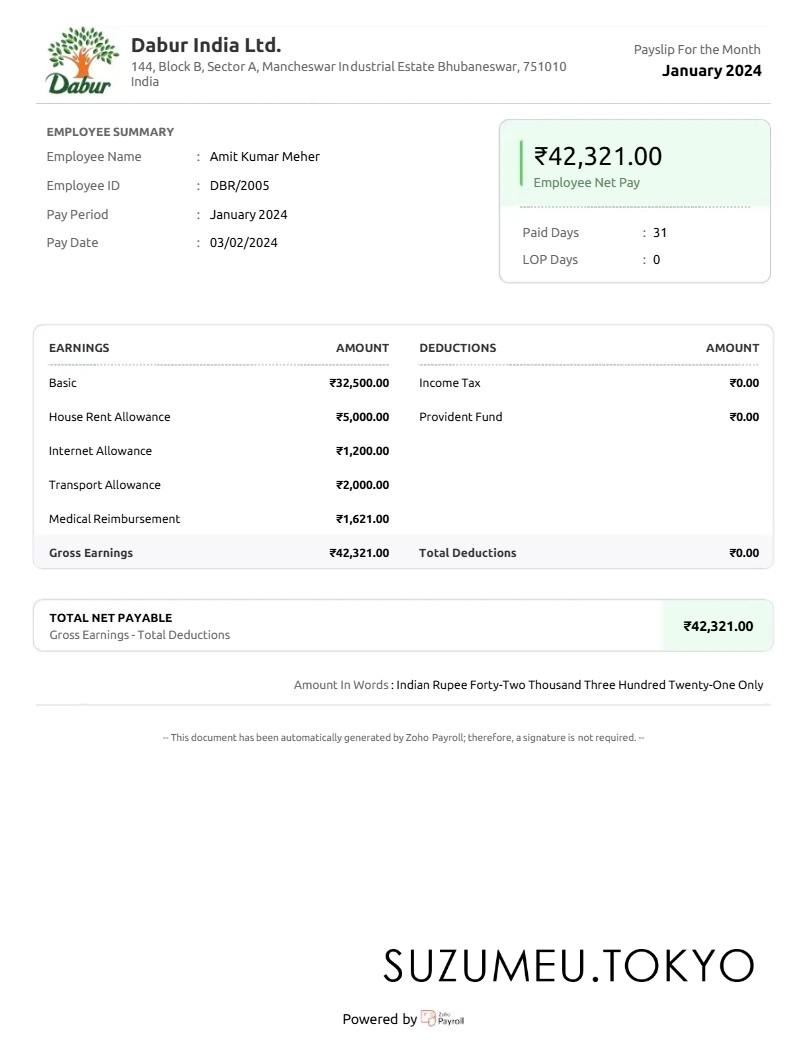 Dabur
Dabur India Ltd.
144, Block B, Sector A, Mancheswar Industrial Estate Bhubaneswar, 751010
India
Payslip For the Month
January 2024
EMPLOYEE SUMMARY
Employee Name : Amit Kumar Meher
Employee ID : DBR/2005
Pay Period : January 2024
Pay Date : 03/02/2024
₹42,321.00
Employee Net Pay
Paid Days : 31
LOP Days : 0
EARNINGS AMOUNT DEDUCTIONS AMOUNT
Basic ₹32,500.00 Income Tax ₹0.00
House Rent Allowance ₹5,000.00 Provident Fund ₹0.00
Internet Allowance ₹1,200.00
Transport Allowance ₹2,000.00
Medical Reimbursement ₹1,621.00
Gross Earnings ₹42,321.00 Total Deductions ₹0.00
TOTAL NET PAYABLE
Gross Earnings - Total Deductions
₹42,321.00
Amount In Words : Indian Rupee Forty-Two Thousand Three Hundred Twenty-One Only
-- This document has been automatically generated by Zoho Payroll; therefore, a signature is not required. --
SUZUMEU.TOKYO
Powered by Zoho Payroll